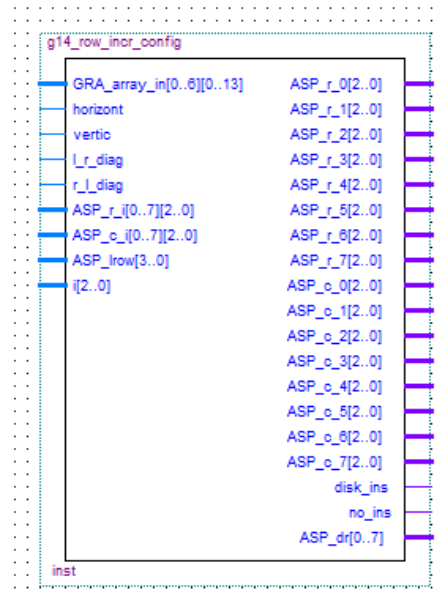 g14_row_incr_config
GRA_array_in[0..6][0..13] ASP_r_0[2..0]
horizont ASP_r_1[2..0]
vertic ASP_r_2[2..0]
l_r_diag ASP_r_3[2..0]
r_l_diag ASP_r_4[2..0]
ASP_r_i[0..7][2..0] ASP_r_5[2..0]
ASP_c_i[0..7][2..0] ASP_r_6[2..0]
ASP_lrow[3..0] ASP_r_7[2..0]
i[2..0] ASP_c_0[2..0]
ASP_c_1[2..0]
ASP_c_2[2..0]
ASP_c_3[2..0]
ASP_c_4[2..0]
ASP_c_5[2..0]
ASP_c_6[2..0]
ASP_c_7[2..0]
disk_ins
no_ins
ASP_dr[0..7]
inst